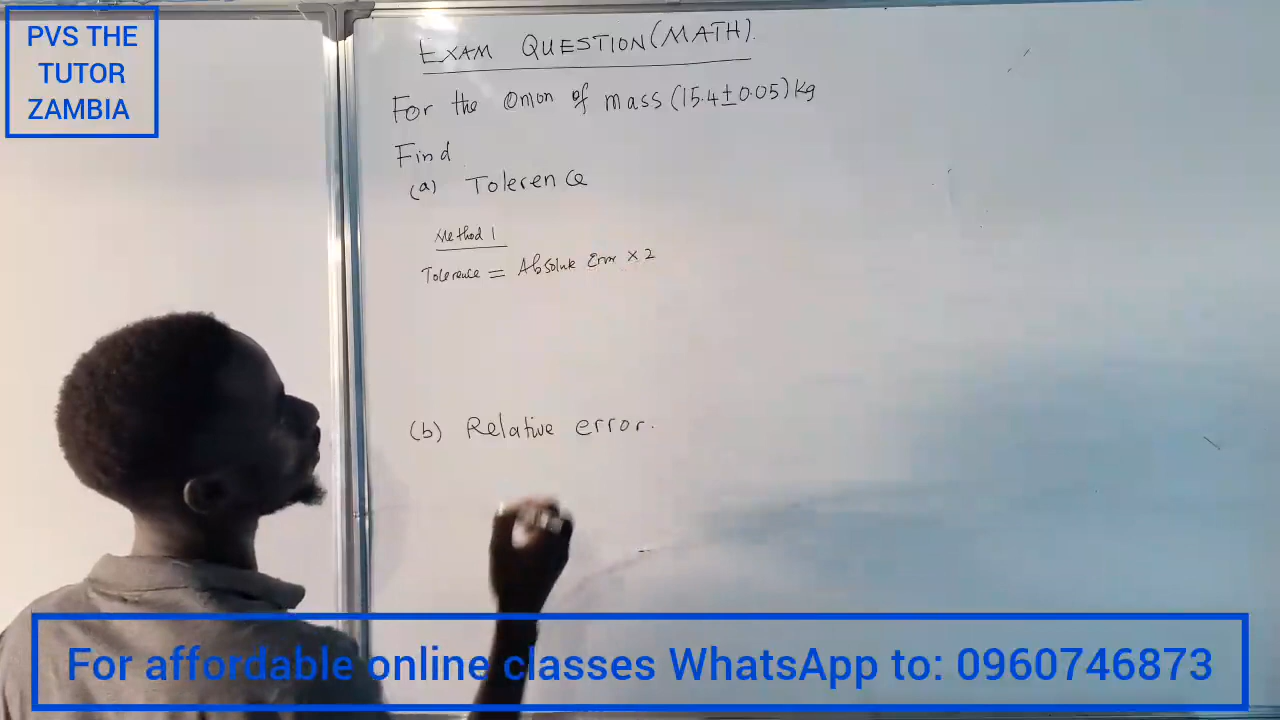 PVS THE
TUTOR
ZAMBIA
EXAM QUESTION(MATH).
For the Onion of mass (15.4±0.05)kg
Find
(a) Tolerence
Method 1
Tolerence = Absolute Error × 2
(b) Relative error.
For affordable online classes WhatsApp to: 0960746873